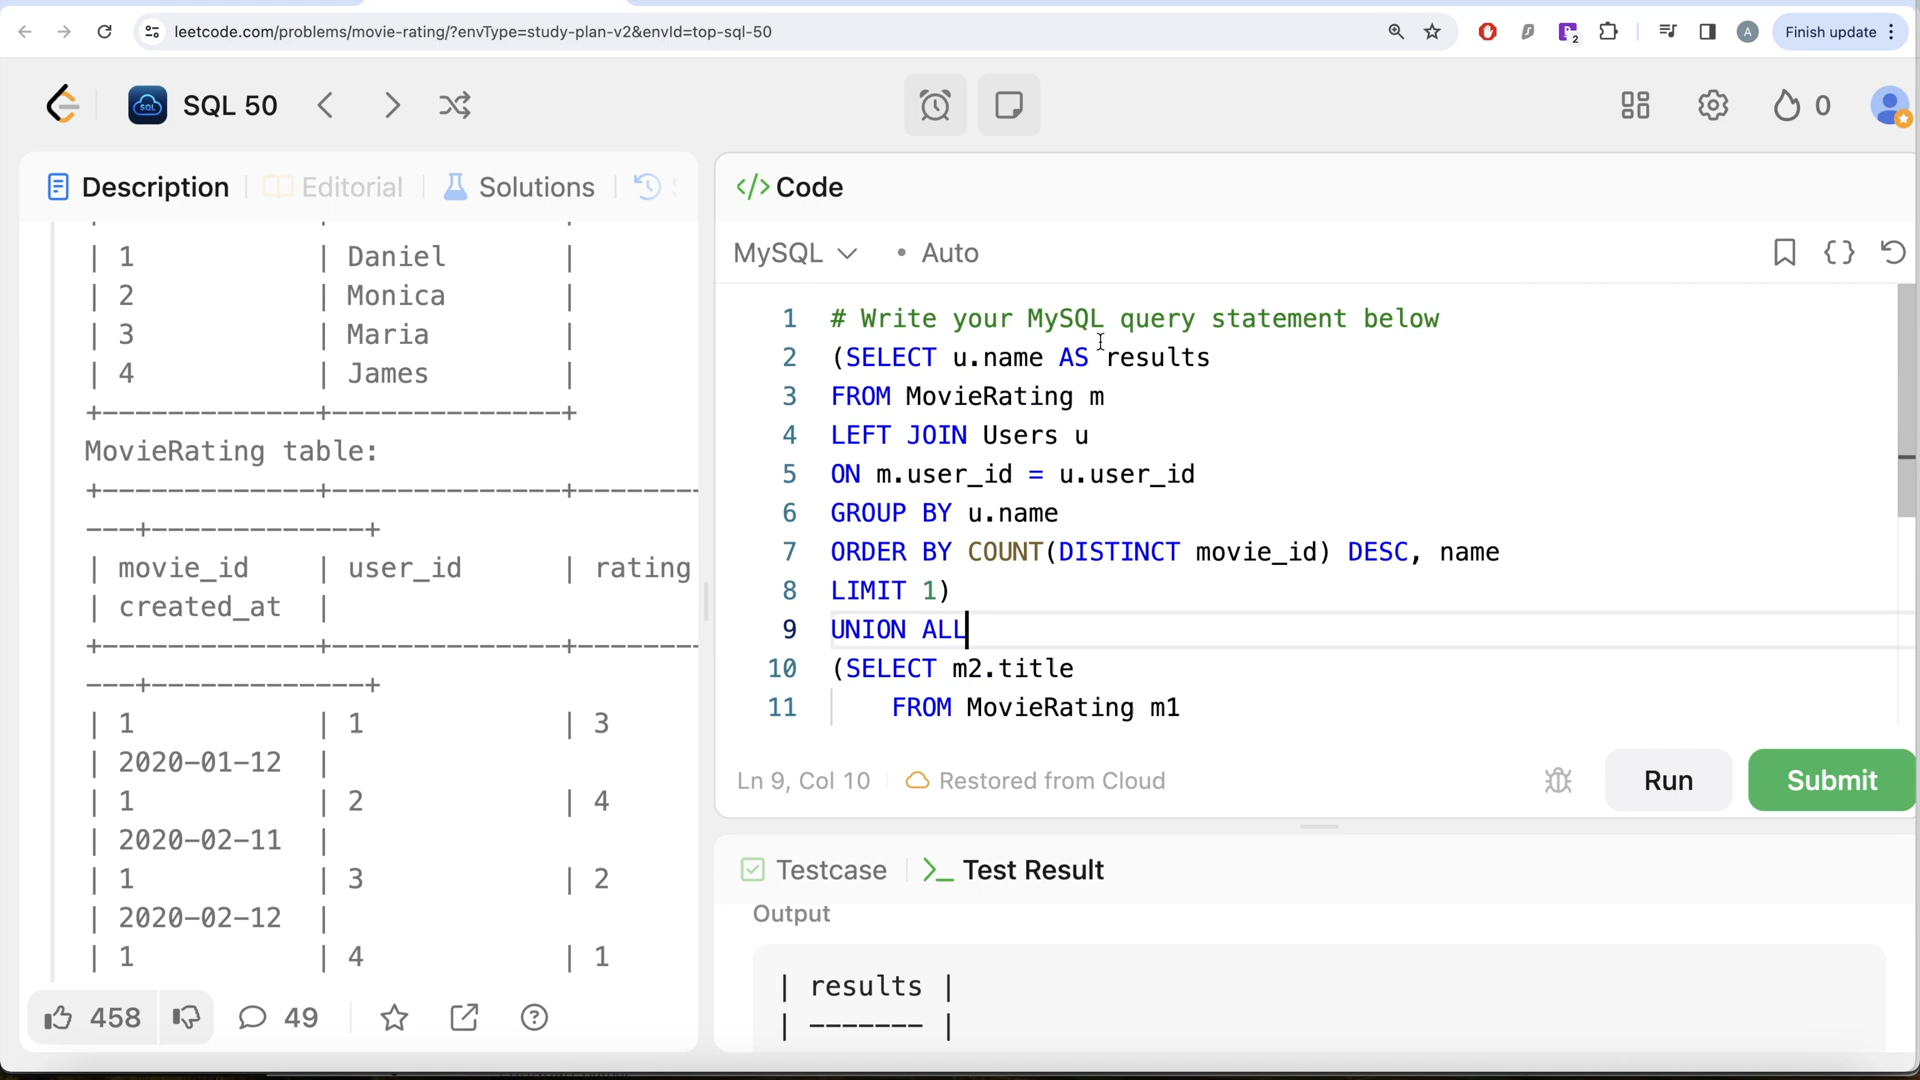 leetcode.com/problems/movie-rating/?envType=study-plan-v2&envId=top-sql-50
2
A
Finish update
SQL
SQL 50
0
Description
Editorial
Solutions
| 1 | Daniel |
| 2 | Monica |
| 3 | Maria |
| 4 | James |
+--------------+--------------+
MovieRating table:
+--------------+--------------+--------
---+-------------+
| movie_id | user_id | rating
| created_at |
+--------------+--------------+--------
---+-------------+
| 1 | 1 | 3
| 2020-01-12 |
| 1 | 2 | 4
| 2020-02-11 |
| 1 | 3 | 2
| 2020-02-12 |
| 1 | 4 | 1
458
49
</> Code
MySQL
• Auto
1 # Write your MySQL query statement below
2 (SELECT u.name AS results
3 FROM MovieRating m
4 LEFT JOIN Users u
5 ON m.user_id = u.user_id
6 GROUP BY u.name
7 ORDER BY COUNT(DISTINCT movie_id) DESC, name
8 LIMIT 1)
9 UNION ALL
10 (SELECT m2.title
11 FROM MovieRating m1
Ln 9, Col 10
Restored from Cloud
Run
Submit
Testcase
>_ Test Result
Output
| results |
| ------- |